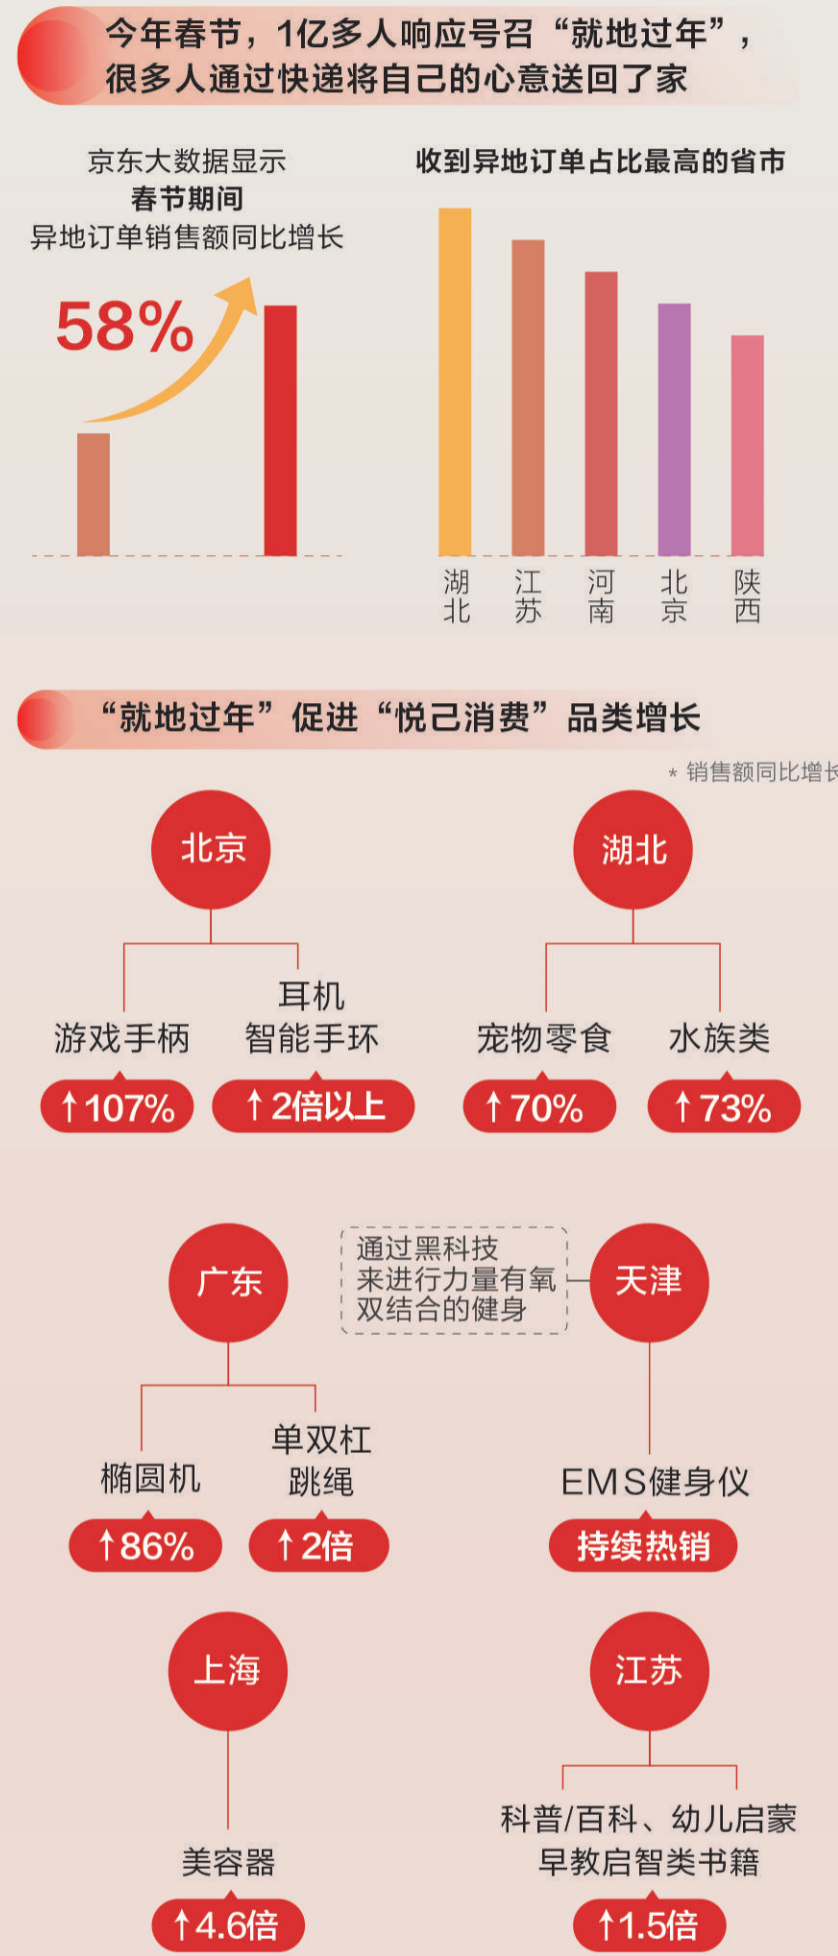 今年春节，1亿多人响应号召“就地过年”，
很多人通过快递将自己的心意送回了家
京东大数据显示
春节期间
异地订单销售额同比增长
58%
收到异地订单占比最高的省市
湖北
江苏
河南
北京
陕西
“就地过年”促进“悦己消费”品类增长
* 销售额同比增长
北京
游戏手柄
↑107%
耳机
智能手环
↑2倍以上
湖北
宠物零食
↑70%
水族类
↑73%
广东
椭圆机
↑86%
单双杠
跳绳
↑2倍
通过黑科技
来进行力量有氧
双结合的健身
天津
EMS健身仪
持续热销
上海
美容器
↑4.6倍
江苏
科普/百科、幼儿启蒙
早教启智类书籍
↑1.5倍